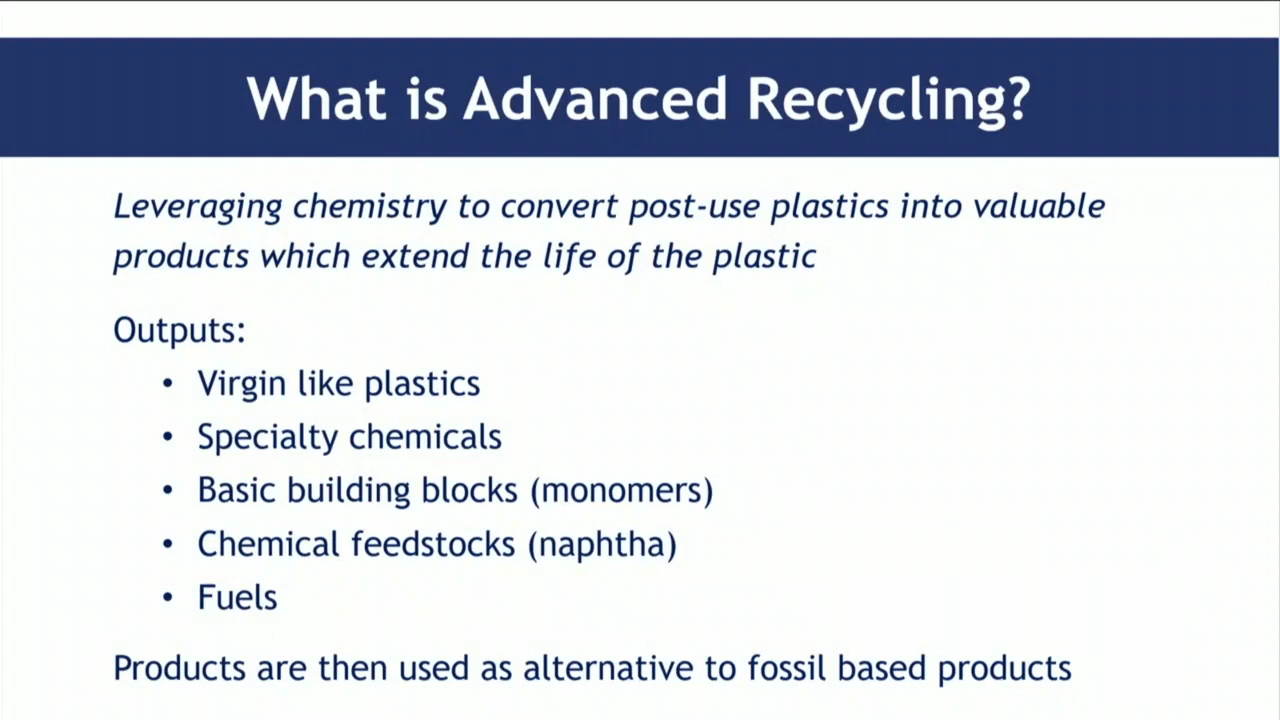 What is Advanced Recycling?
Leveraging chemistry to convert post-use plastics into valuable
products which extend the life of the plastic
Outputs:
• Virgin like plastics
• Specialty chemicals
• Basic building blocks (monomers)
• Chemical feedstocks (naphtha)
• Fuels
Products are then used as alternative to fossil based products